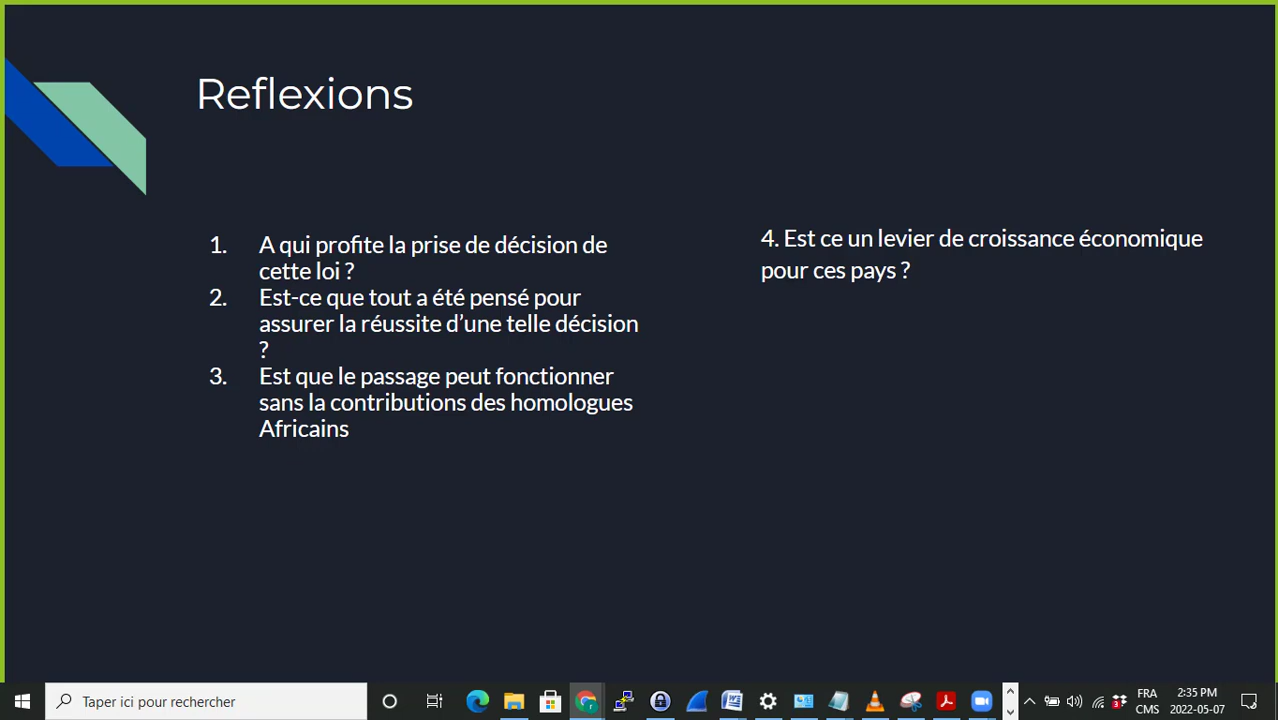 Reflexions
1. A qui profite la prise de décision de
cette loi ?
2. Est-ce que tout a été pensé pour
assurer la réussite d’une telle décision
?
3. Est que le passage peut fonctionner
sans la contributions des homologues
Africains
4. Est ce un levier de croissance économique
pour ces pays ?
Taper ici pour rechercher
FRA
CMS
2:35 PM
2022-05-07